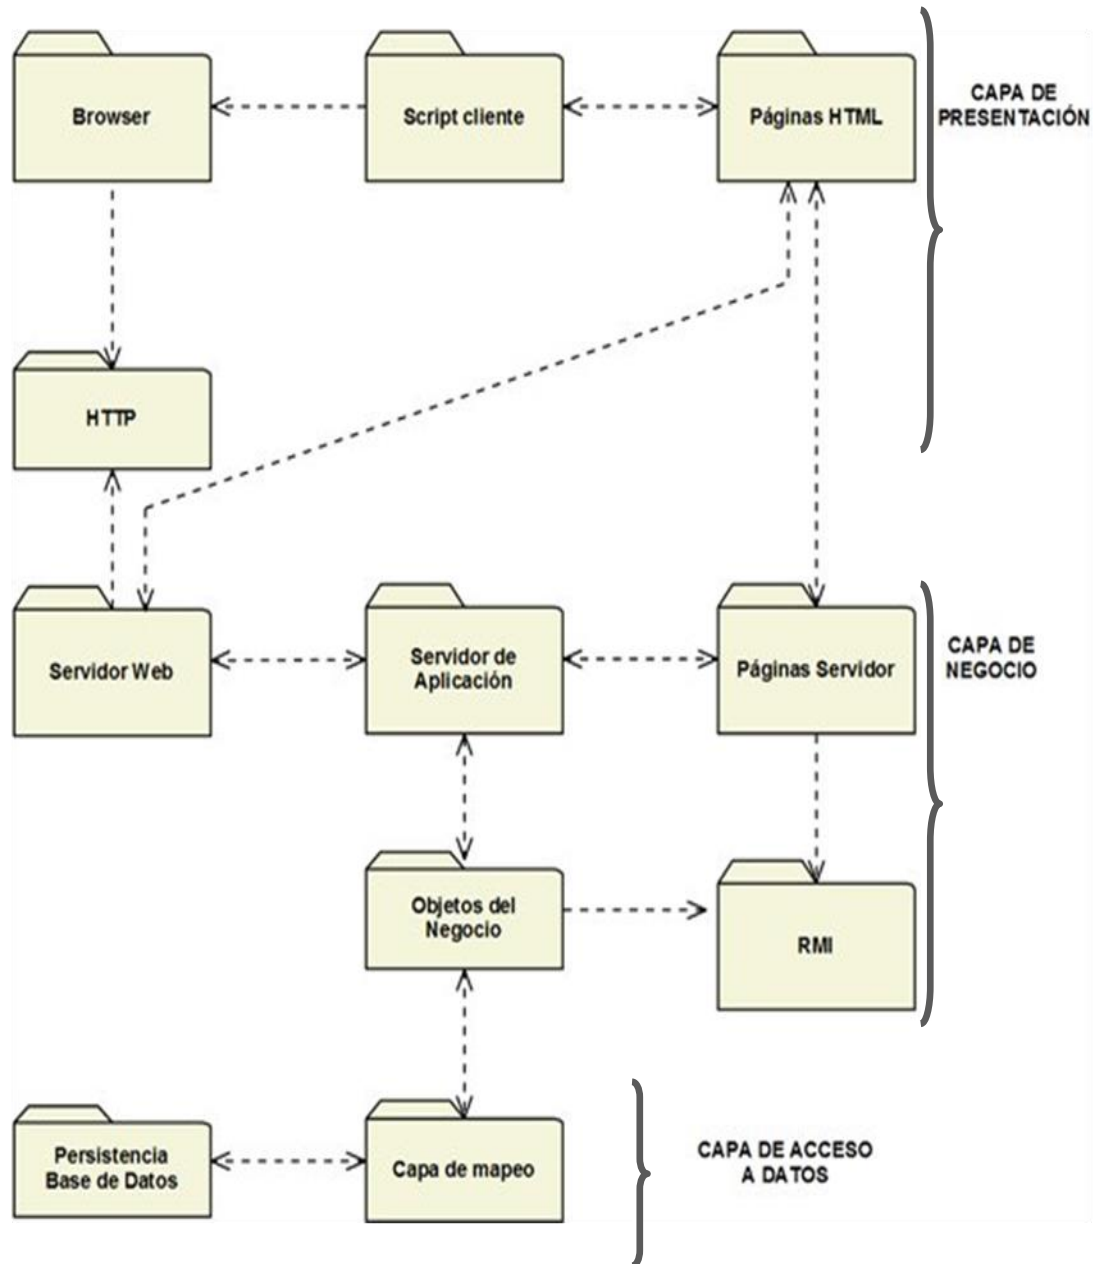 Browser
Script cliente
Páginas HTML
CAPA DE
PRESENTACIÓN
HTTP
Servidor Web
Servidor de
Aplicación
Páginas Servidor
CAPA DE
NEGOCIO
Objetos del
Negocio
RMI
Persistencia
Base de Datos
Capa de mapeo
CAPA DE ACCESO
A DATOS